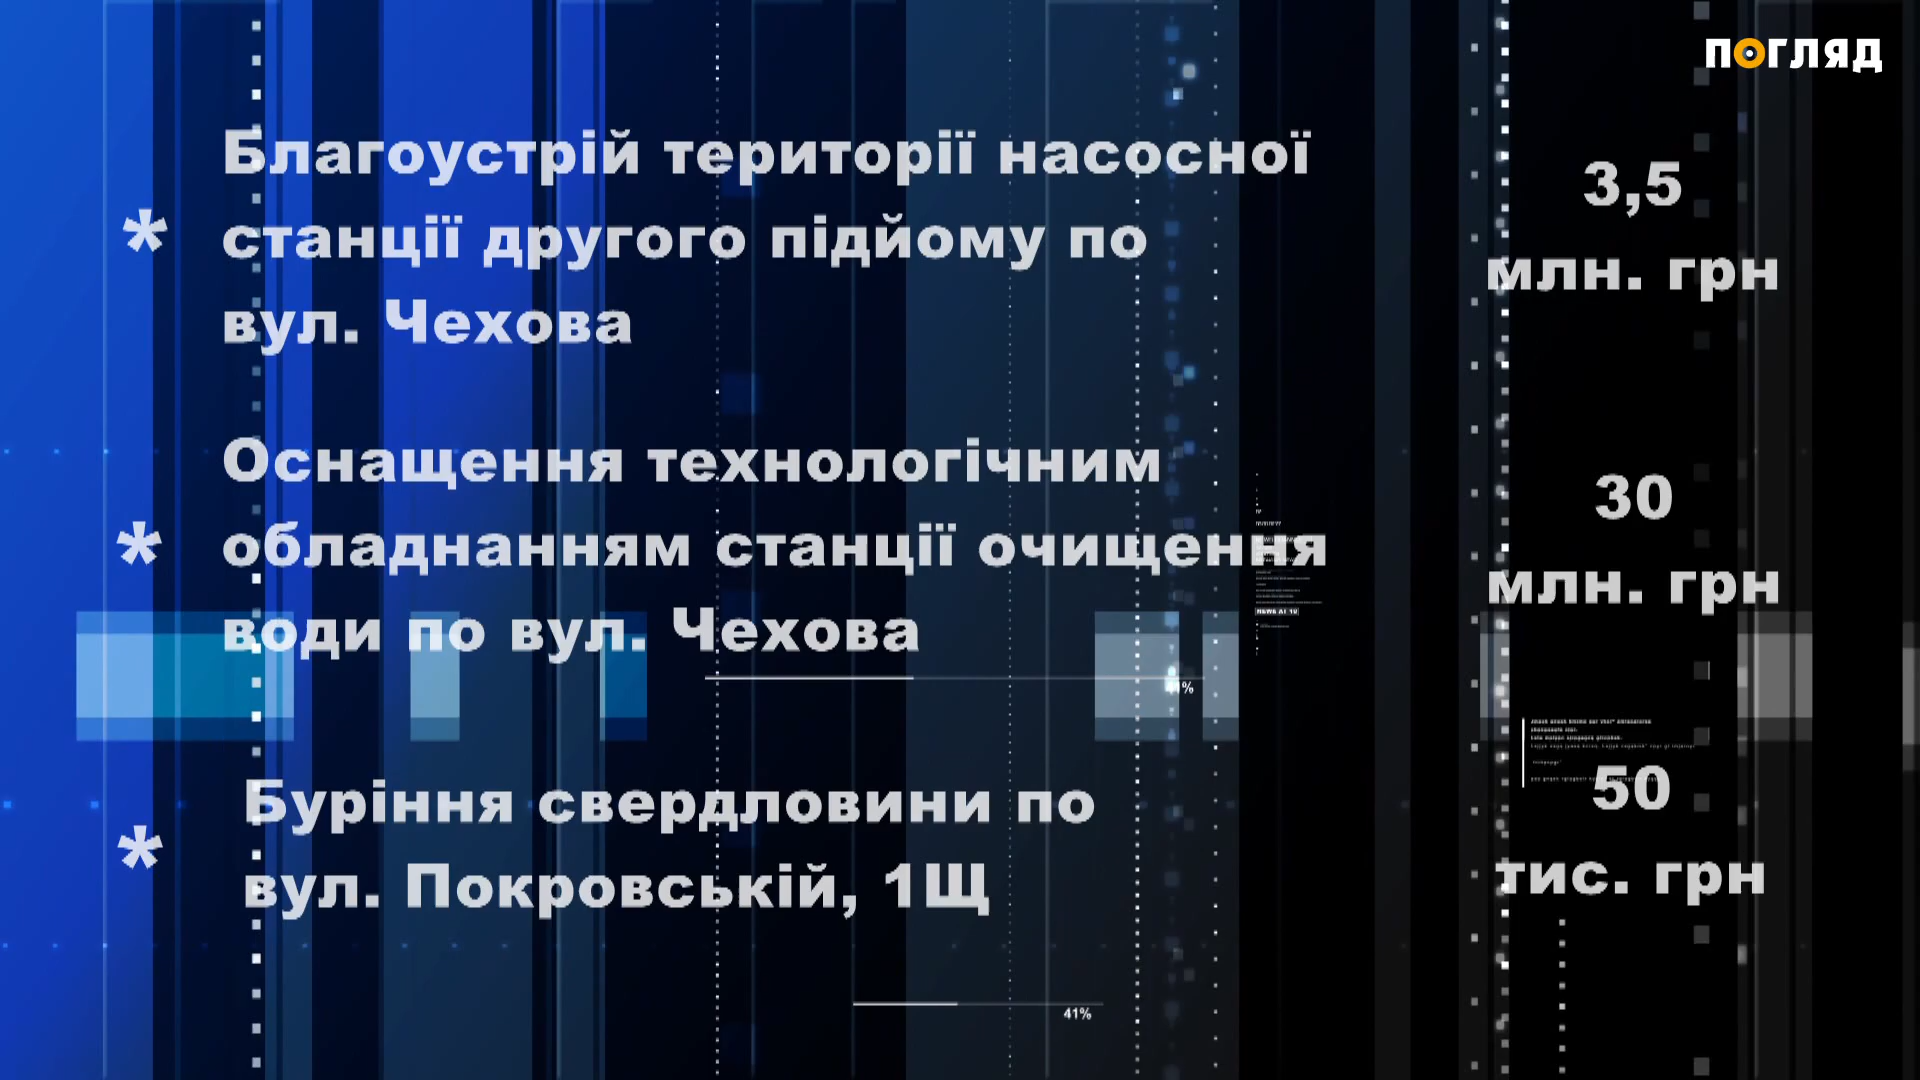 ПОГЛЯД
* Благоустрій території насосної
станції другого підйому по
вул. Чехова
3,5
млн. грн
* Оснащення технологічним
обладнанням станції очищення
води по вул. Чехова
30
млн. грн
* Буріння свердловини по
вул. Покровській, 1Щ
50
тис. грн
41%